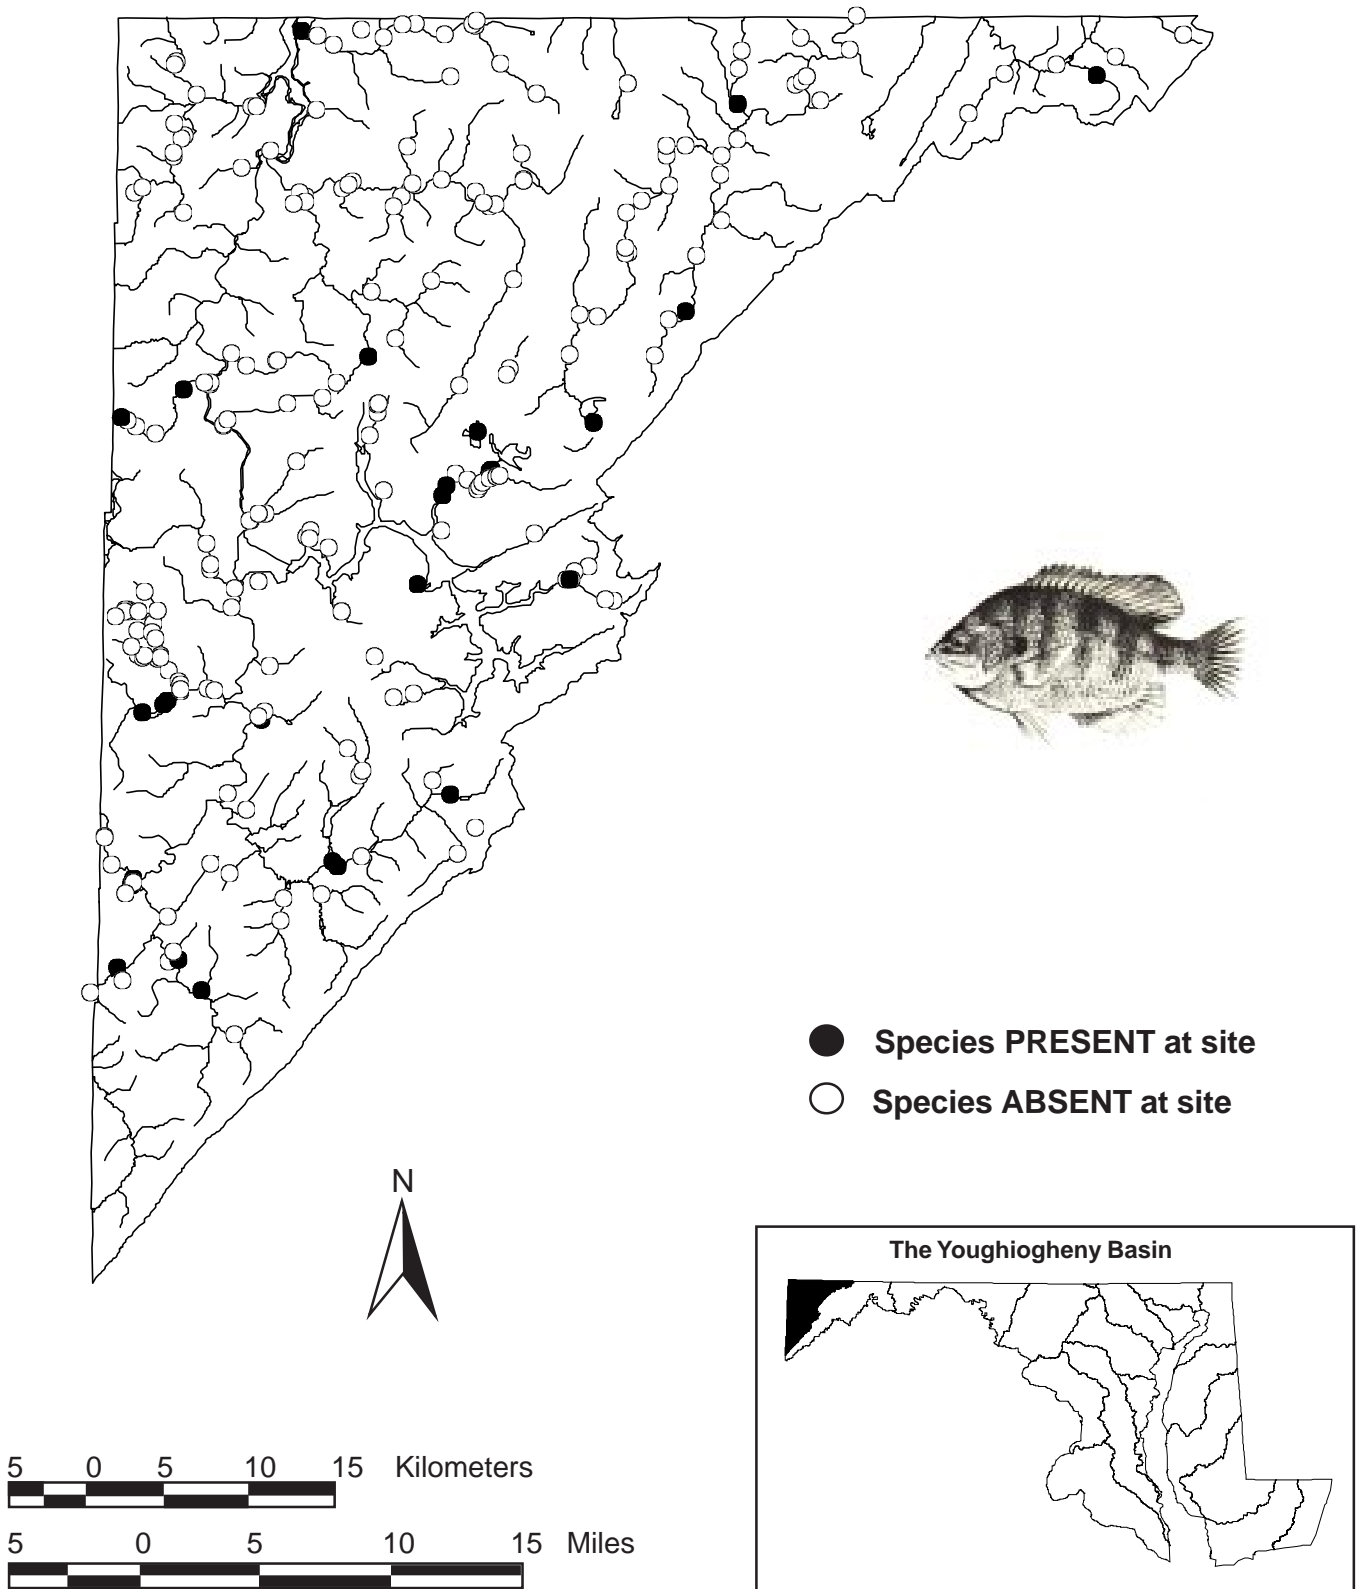 Species PRESENT at site
Species ABSENT at site
N
The Youghiogheny Basin
5 0 5 10 15 Kilometers
5 0 5 10 15 Miles